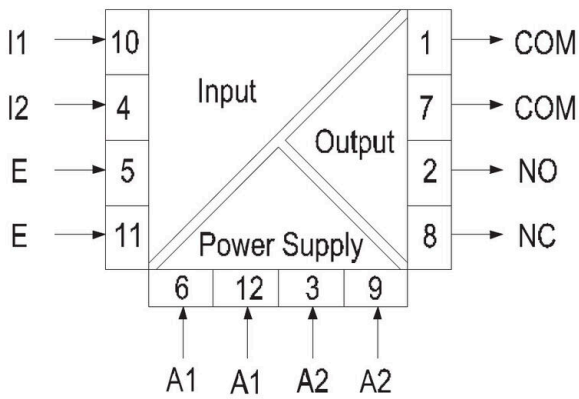 I1 10 1 COM
Input
I2 4 7 COM
Output
E 5 2 NO
E 11 8 NC
Power Supply
6 12 3 9
A1 A1 A2 A2